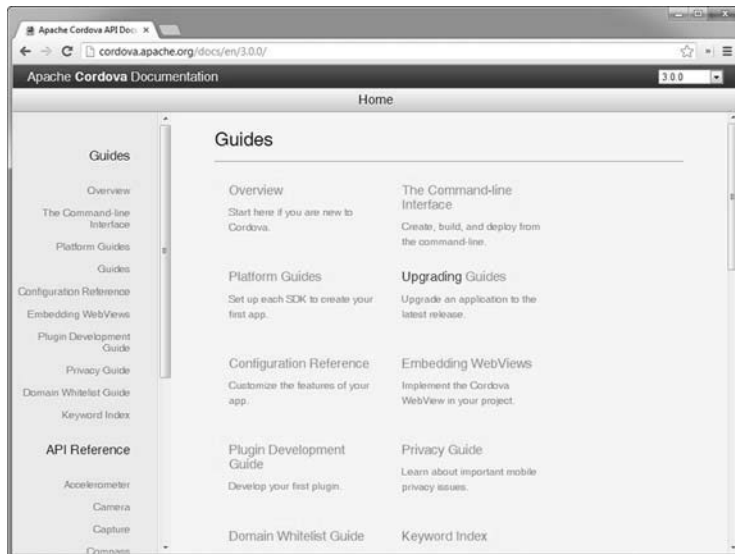 Apache Cordova API Doc
cordova.apache.org/docs/en/3.0.0/
Apache Cordova Documentation
3.0.0
Home
Guides
Overview
The Command-line
Interface
Platform Guides
Guides
Configuration Reference
Embedding WebViews
Plugin Development
Guide
Privacy Guide
Domain Whitelist Guide
Keyword Index
API Reference
Accelerometer
Camera
Capture
Compass
Guides
Overview
Start here if you are new to
Cordova.
The Command-line
Interface
Create, build, and deploy from
the command-line.
Platform Guides
Set up each SDK to create your
first app.
Upgrading Guides
Upgrade an application to the
latest release.
Configuration Reference
Customize the features of your
app.
Embedding WebViews
Implement the Cordova
WebView in your project.
Plugin Development
Guide
Develop your first plugin.
Privacy Guide
Learn about important mobile
privacy issues.
Domain Whitelist Guide
Keyword Index